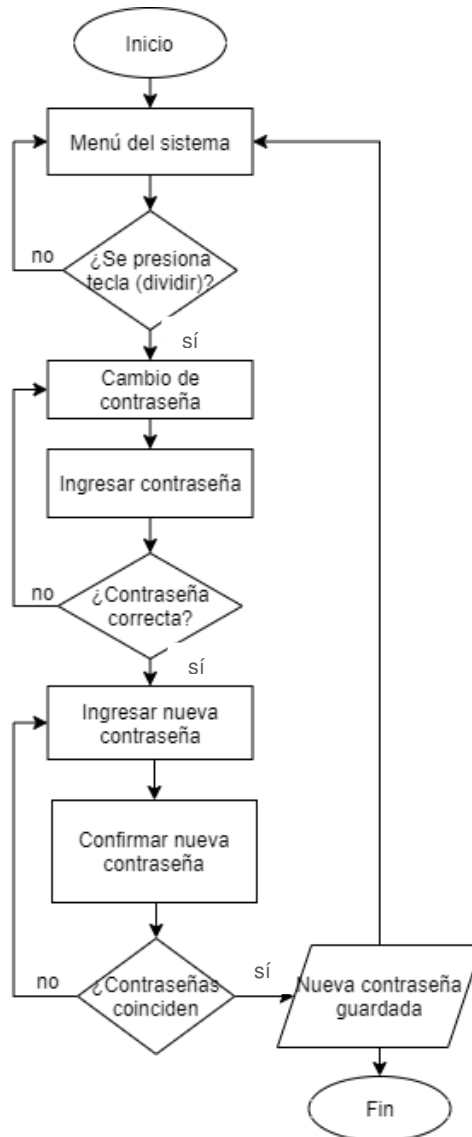 Inicio
Menú del sistema
no
¿Se presiona
tecla (dividir)?
sí
Cambio de
contraseña
Ingresar contraseña
no
¿Contraseña
correcta?
sí
Ingresar nueva
contraseña
Confirmar nueva
contraseña
no
¿Contraseñas
coinciden
sí
Nueva contraseña
guardada
Fin